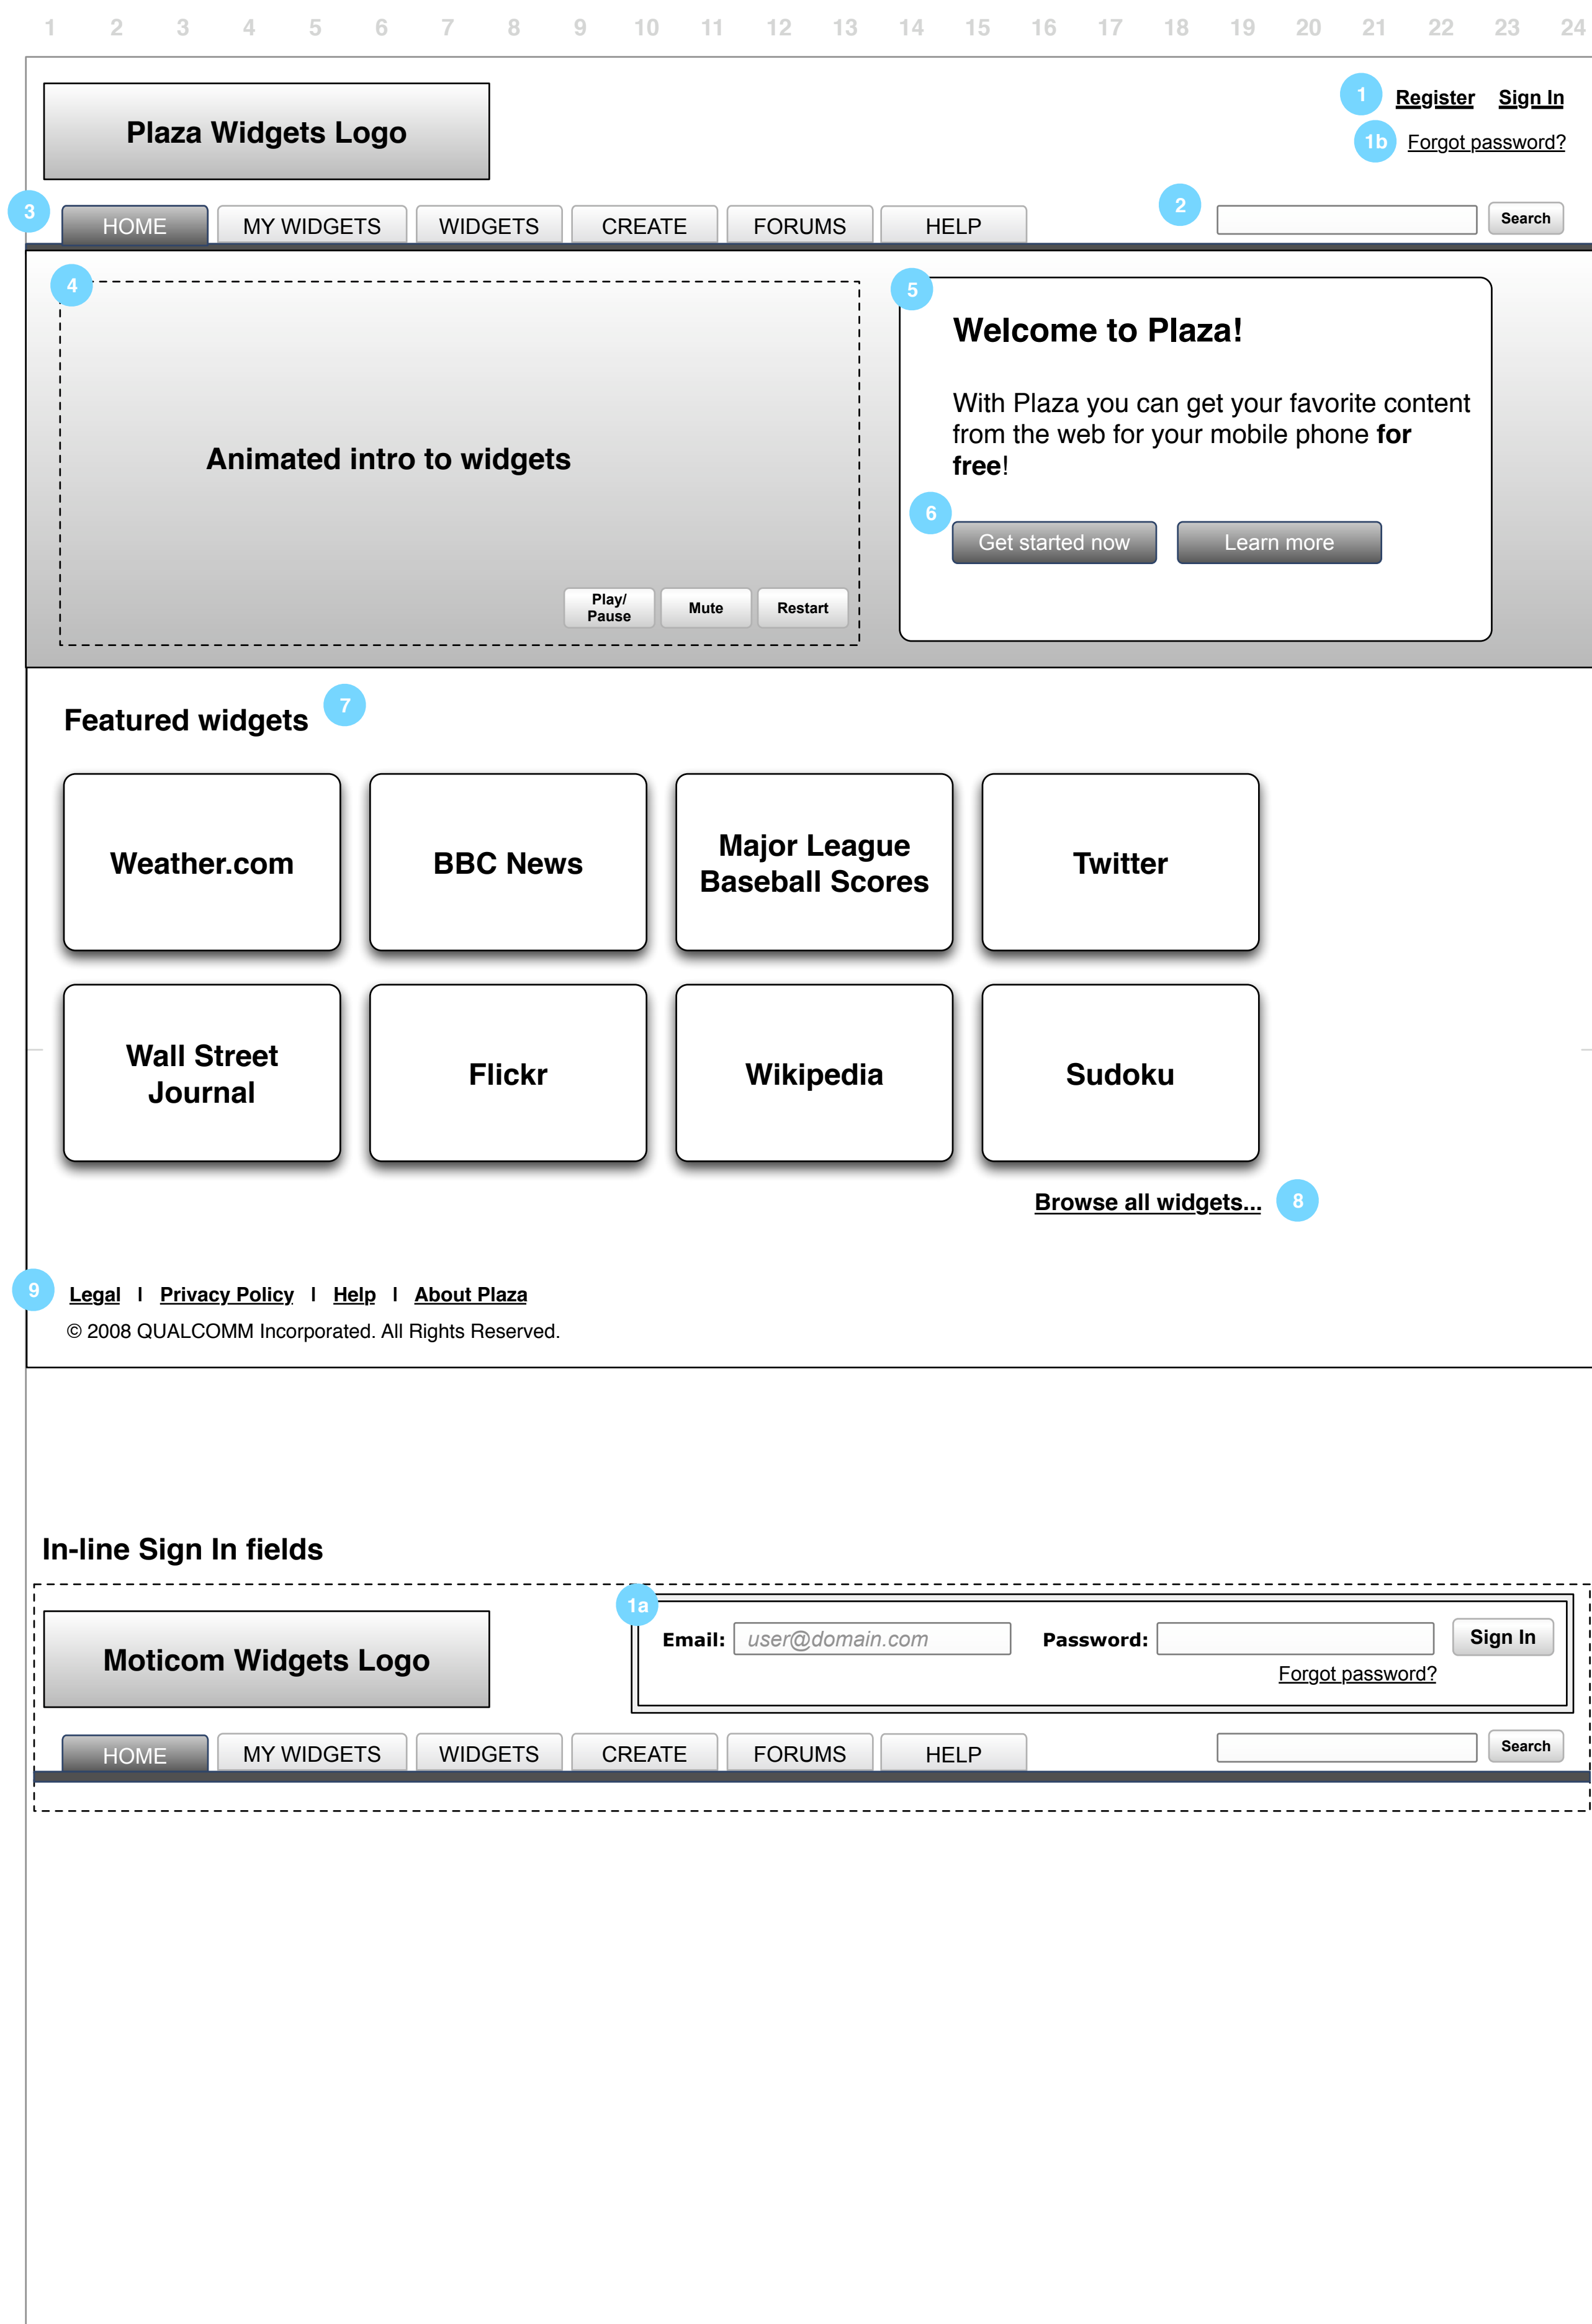 1 2 3 4 5 6 7 8 9 10 11 12 13 14 15 16 17 18 19 20 21 22 23 24
Plaza Widgets Logo
1 Register Sign In
1b Forgot password?
3 HOME MY WIDGETS WIDGETS CREATE FORUMS HELP 2 Search
4
Animated intro to widgets
Play/
Pause
Mute
Restart
5
Welcome to Plaza!
With Plaza you can get your favorite content
from the web for your mobile phone for
free!
6
Get started now Learn more
Featured widgets 7
Weather.com
BBC News
Major League
Baseball Scores
Twitter
Wall Street
Journal
Flickr
Wikipedia
Sudoku
Browse all widgets... 8
9 Legal | Privacy Policy | Help | About Plaza
© 2008 QUALCOMM Incorporated. All Rights Reserved.
In-line Sign In fields
1a
Moticom Widgets Logo
Email: user@domain.com Password: Sign In
Forgot password?
HOME MY WIDGETS WIDGETS CREATE FORUMS HELP Search